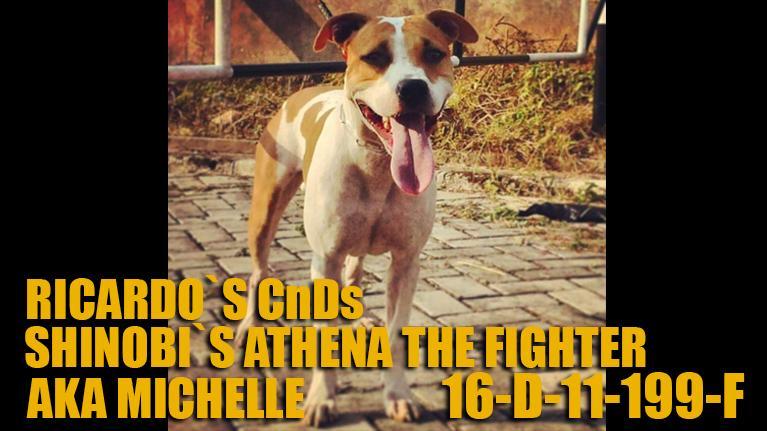 RICARDO`S CnDs
SHINOBI`S ATHENA THE FIGHTER
AKA MICHELLE 16-D-11-199-F